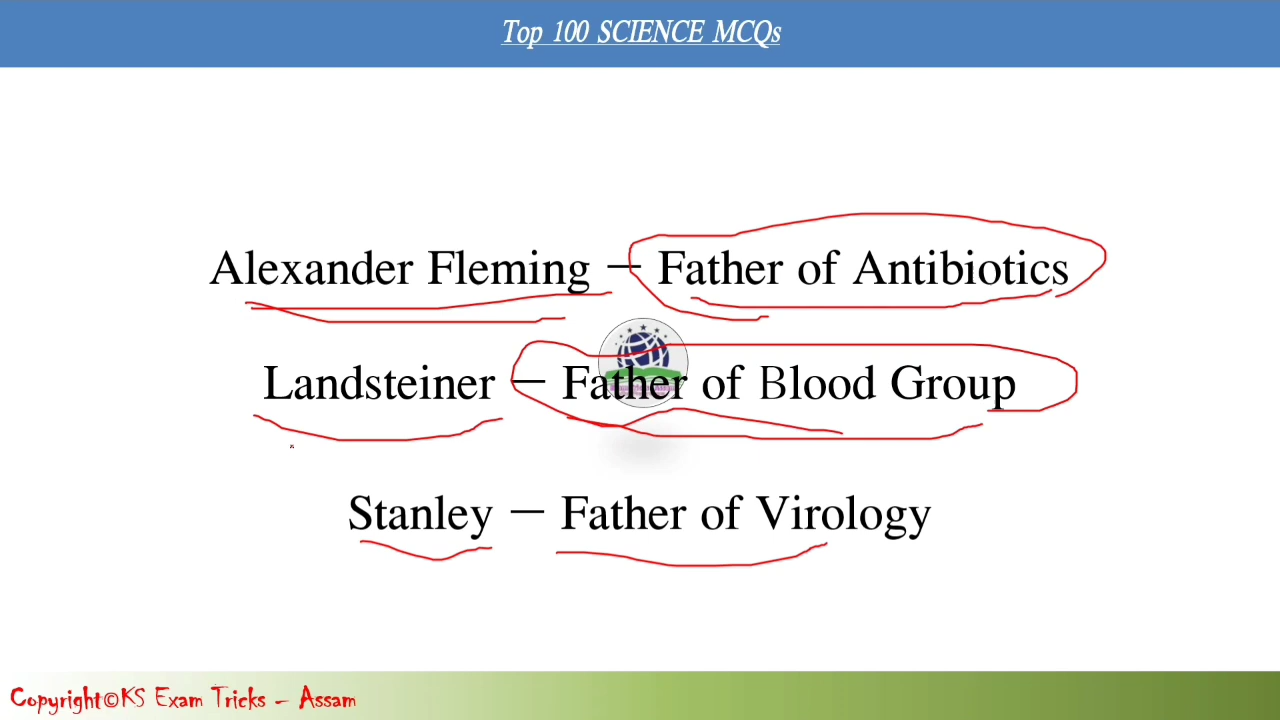 Top 100 SCIENCE MCQs
Alexander Fleming – Father of Antibiotics
Landsteiner – Father of Blood Group
Stanley – Father of Virology
Copyright©KS Exam Tricks – Assam